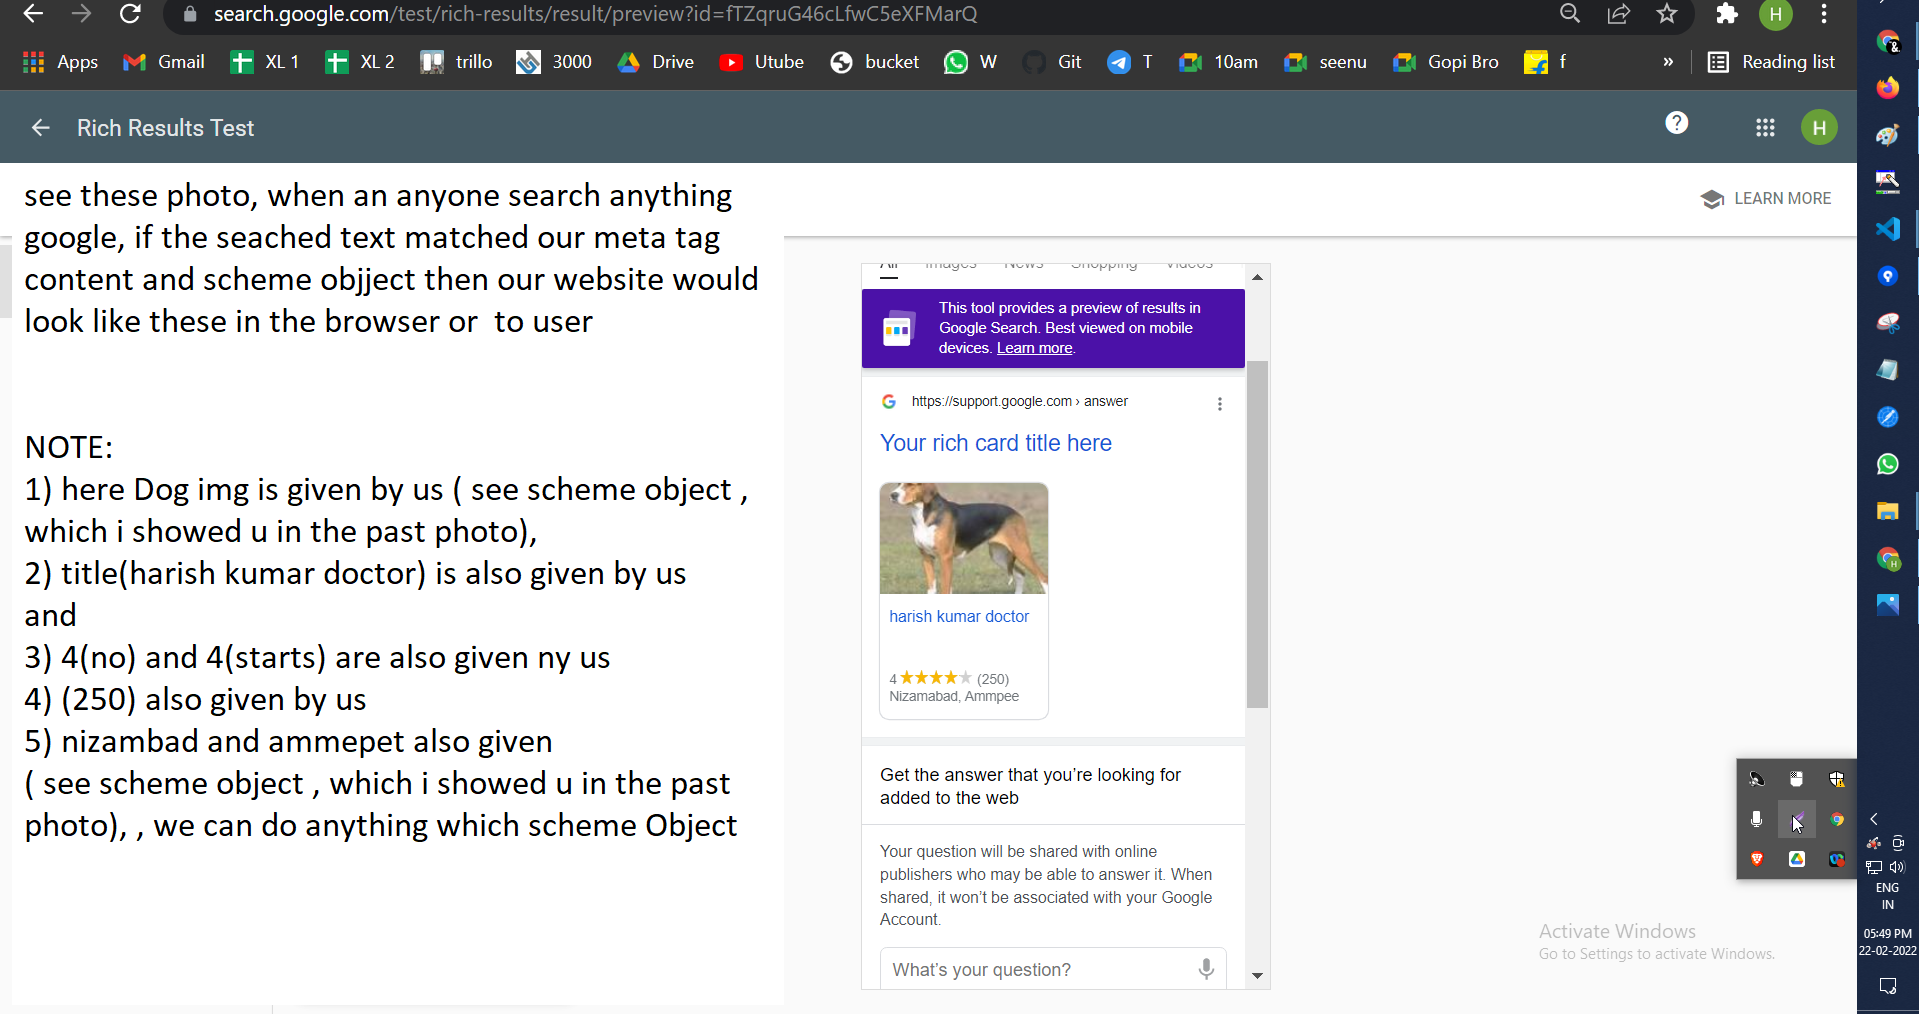 search.google.com/test/rich-results/result/preview?id=fTZqruG46cLfwC5eXFMarQ
H
Apps Gmail XL 1 XL 2 trillo 3000 Drive Utube bucket W Git T 10am seenu Gopi Bro f » Reading list
Rich Results Test
H
LEARN MORE
see these photo, when an anyone search anything
google, if the seached text matched our meta tag
content and scheme objject then our website would
look like these in the browser or  to user
NOTE:
1) here Dog img is given by us ( see scheme object ,
which i showed u in the past photo),
2) title(harish kumar doctor) is also given by us
and
3) 4(no) and 4(starts) are also given ny us
4) (250) also given by us
5) nizambad and ammepet also given
( see scheme object , which i showed u in the past
photo), , we can do anything which scheme Object
All Images News Shopping Videos
This tool provides a preview of results in
Google Search. Best viewed on mobile
devices. Learn more.
https://support.google.com › answer
Your rich card title here
harish kumar doctor
4 ★★★★★ (250)
Nizamabad, Ammpee
Get the answer that you’re looking for
added to the web
Your question will be shared with online
publishers who may be able to answer it. When
shared, it won’t be associated with your Google
Account.
What’s your question?
Activate Windows
Go to Settings to activate Windows.
ENG
IN
05:49 PM
22-02-2022